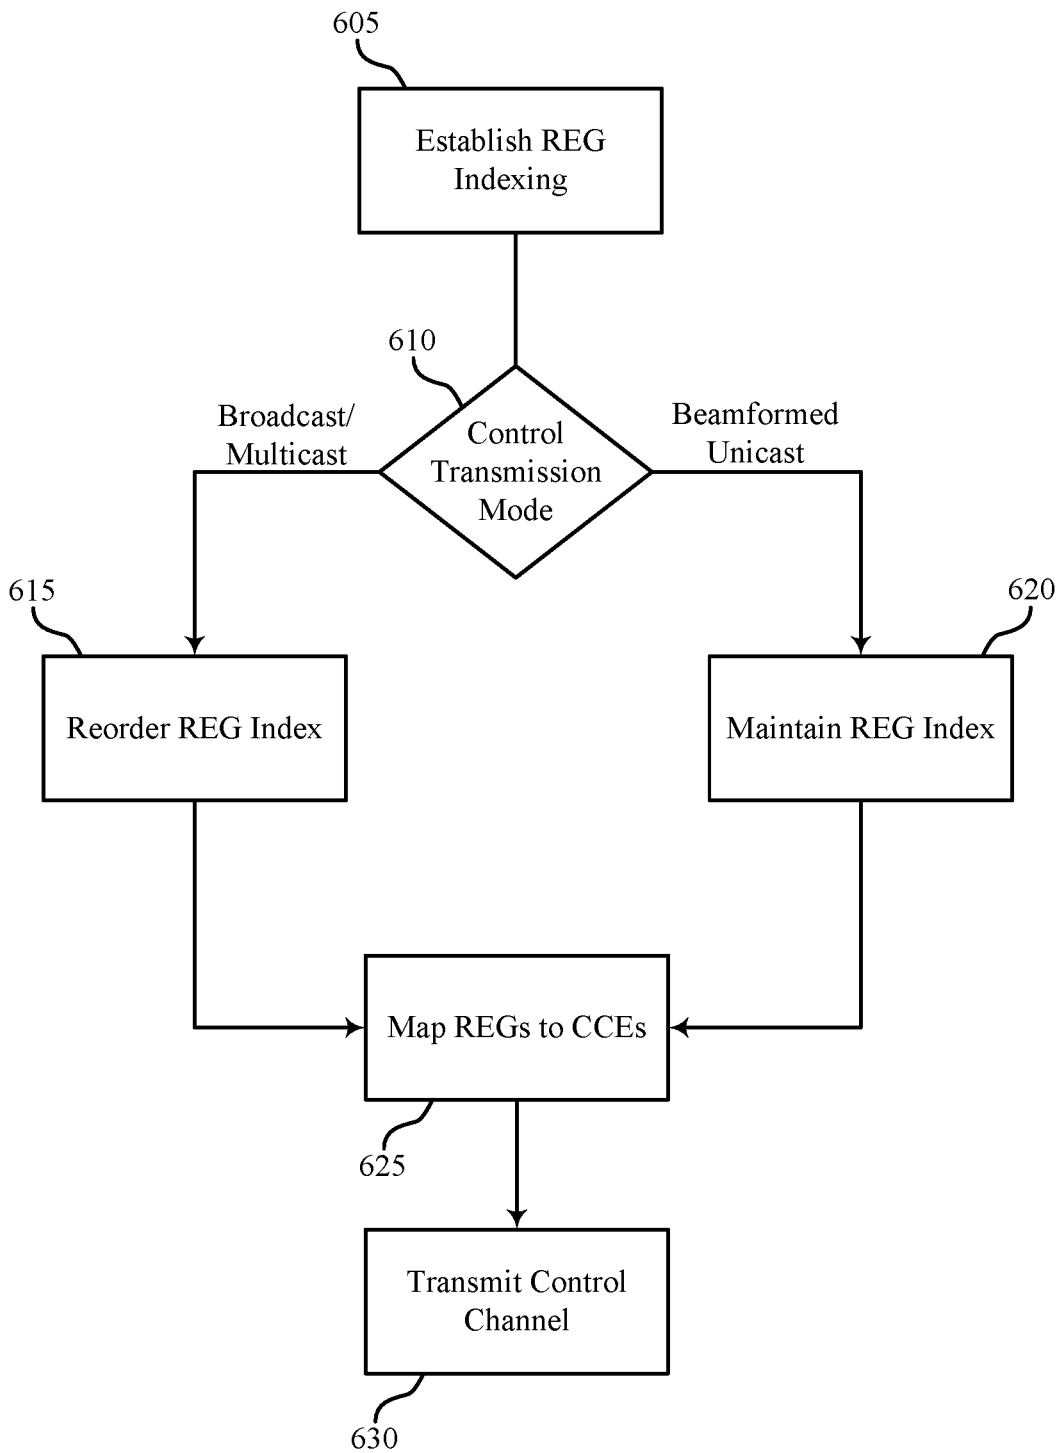 605
Establish REG
Indexing
610
Broadcast/
Multicast
Control
Transmission
Mode
Beamformed
Unicast
615
620
Reorder REG Index
Maintain REG Index
Map REGs to CCEs
625
Transmit Control
Channel
630